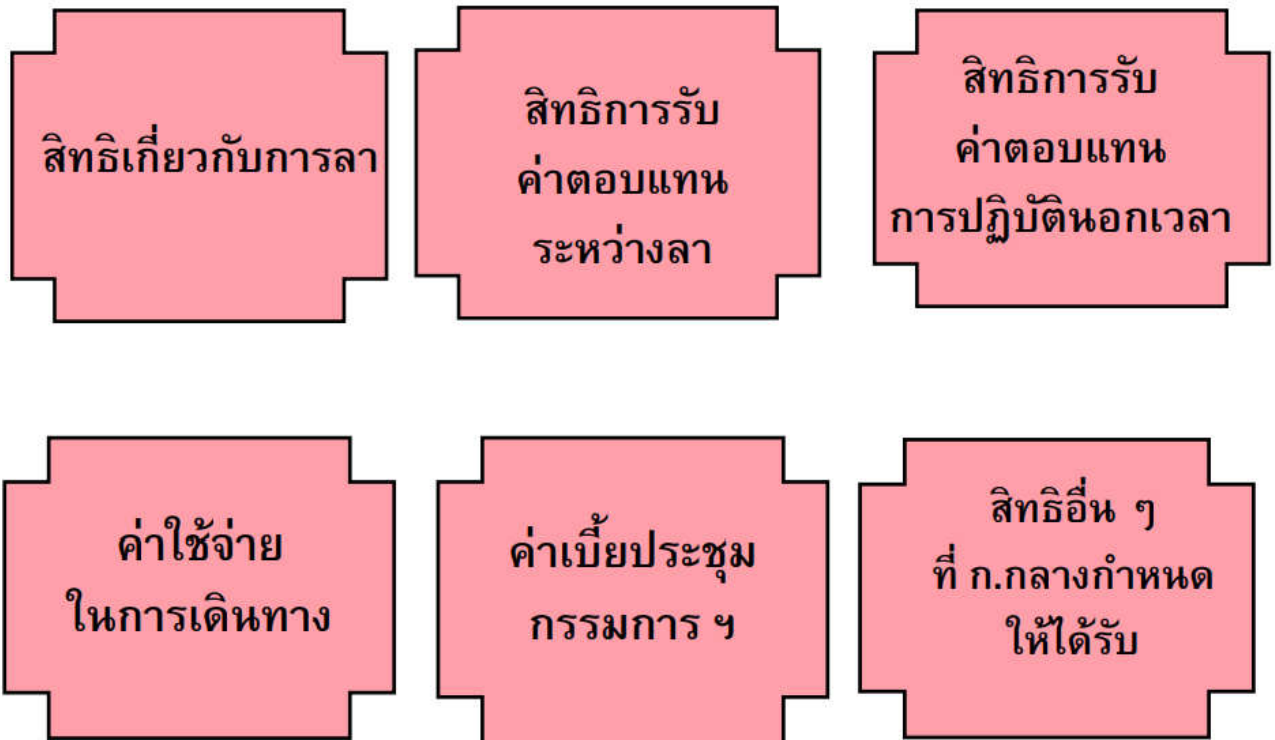 สิทธิเกี่ยวกับการลา
สิทธิการรับ
ค่าตอบแทน
ระหว่างลา
สิทธิการรับ
ค่าตอบแทน
การปฏิบัตินอกเวลา
ค่าใช้จ่าย
ในการเดินทาง
ค่าเบี้ยประชุม
กรรมการ ฯ
สิทธิอื่น ๆ
ที่ ก.กลางกำหนด
ให้ได้รับ